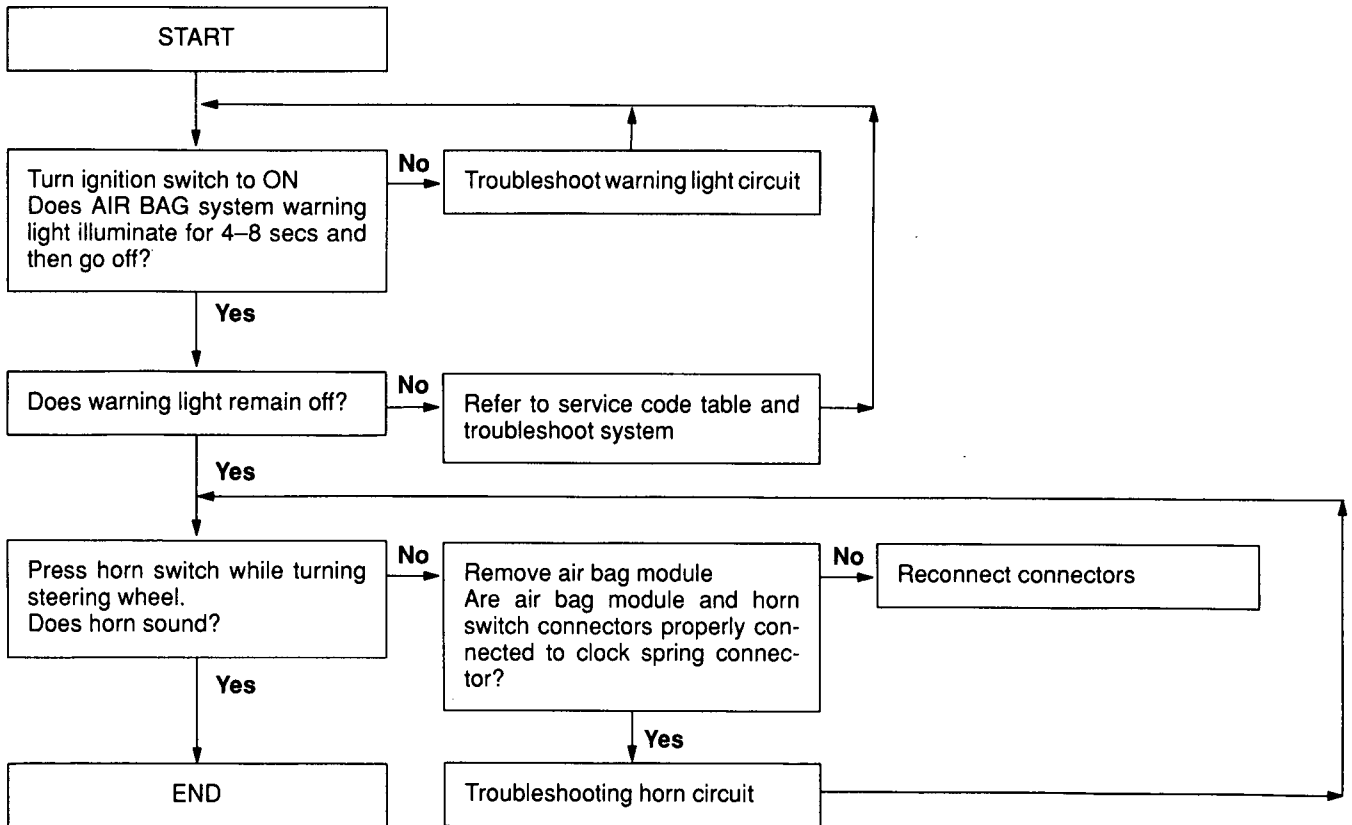 START
Turn ignition switch to ON
Does AIR BAG system warning
light illuminate for 4–8 secs and
then go off?
No
Troubleshoot warning light circuit
Yes
Does warning light remain off?
No
Refer to service code table and
troubleshoot system
Yes
Press horn switch while turning
steering wheel.
Does horn sound?
No
Remove air bag module
Are air bag module and horn
switch connectors properly con-
nected to clock spring connec-
tor?
No
Reconnect connectors
Yes
Yes
END
Troubleshooting horn circuit